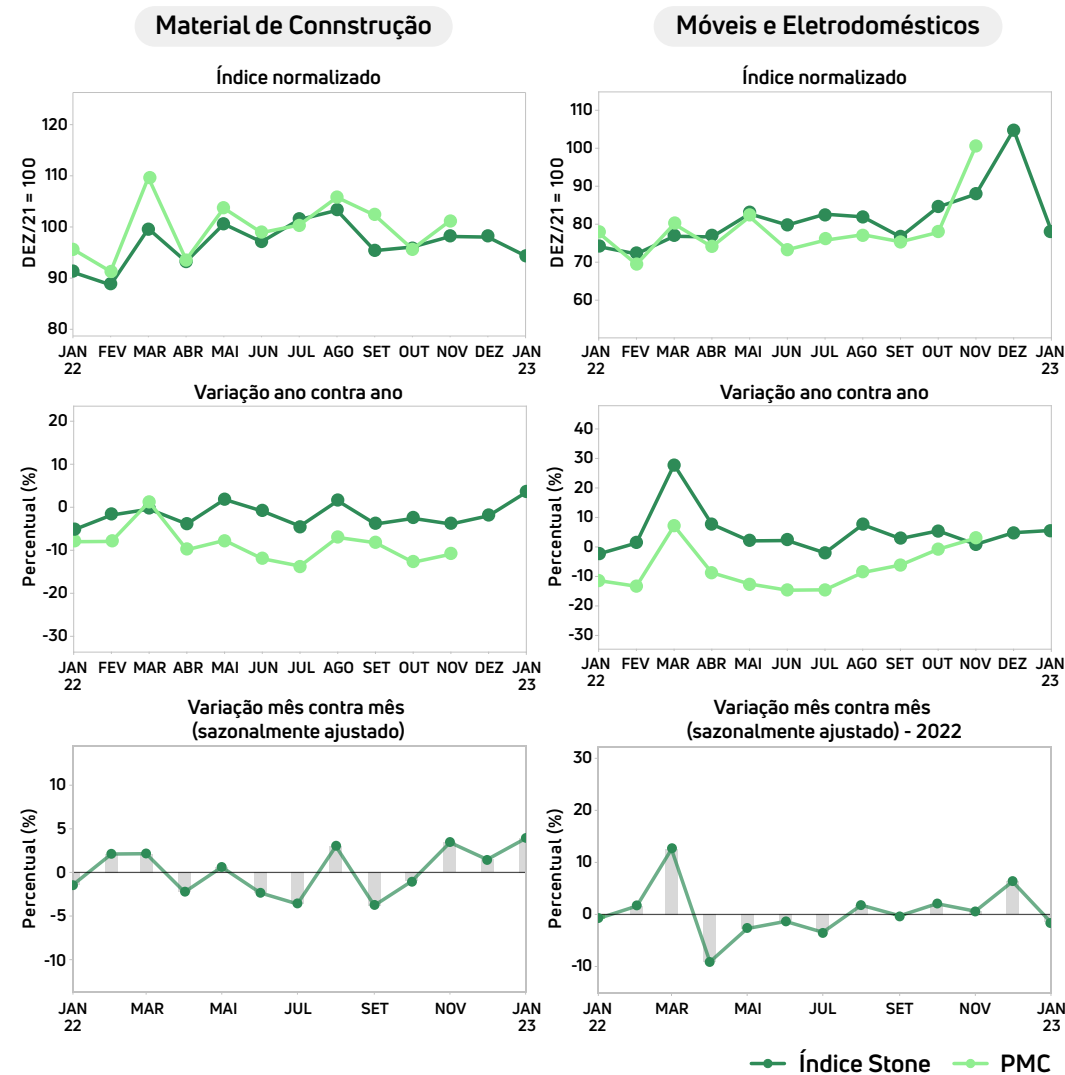 Material de Connstrução
Móveis e Eletrodomésticos
Índice normalizado
DEZ/21 = 100
120
110
100
90
80
JAN FEV MAR ABR MAI JUN JUL AGO SET OUT NOV DEZ JAN
22 23
Índice normalizado
DEZ/21 = 100
110
100
90
80
70
60
JAN FEV MAR ABR MAI JUN JUL AGO SET OUT NOV DEZ JAN
22 23
Variação ano contra ano
Percentual (%)
20
10
0
-10
-20
-30
JAN FEV MAR ABR MAI JUN JUL AGO SET OUT NOV DEZ JAN
22 23
Variação ano contra ano
Percentual (%)
40
30
20
10
0
-10
-20
-30
JAN FEV MAR ABR MAI JUN JUL AGO SET OUT NOV DEZ JAN
22 23
Variação mês contra mês
(sazonalmente ajustado)
Percentual (%)
10
5
0
-5
-10
JAN MAR MAI JUL SET NOV JAN
22 23
Variação mês contra mês
(sazonalmente ajustado) - 2022
Percentual (%)
30
20
10
0
-10
JAN MAR MAI JUL SET NOV JAN
22 23
Índice Stone PMC